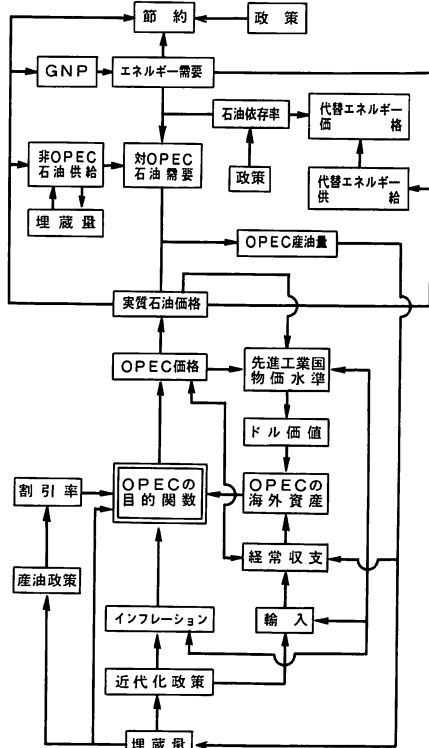 節約
政策
GNP
エネルギー需要
石油依存率
代替エネルギー
価格
非OPEC
石油供給
対OPEC
石油需要
政策
代替エネルギー
供給
埋蔵量
OPEC産油量
実質石油価格
OPEC価格
先進工業国
物価水準
ドル価値
割引率
OPECの
目的関数
OPECの
海外資産
経常収支
産油政策
インフレーション
輸入
近代化政策
埋蔵量